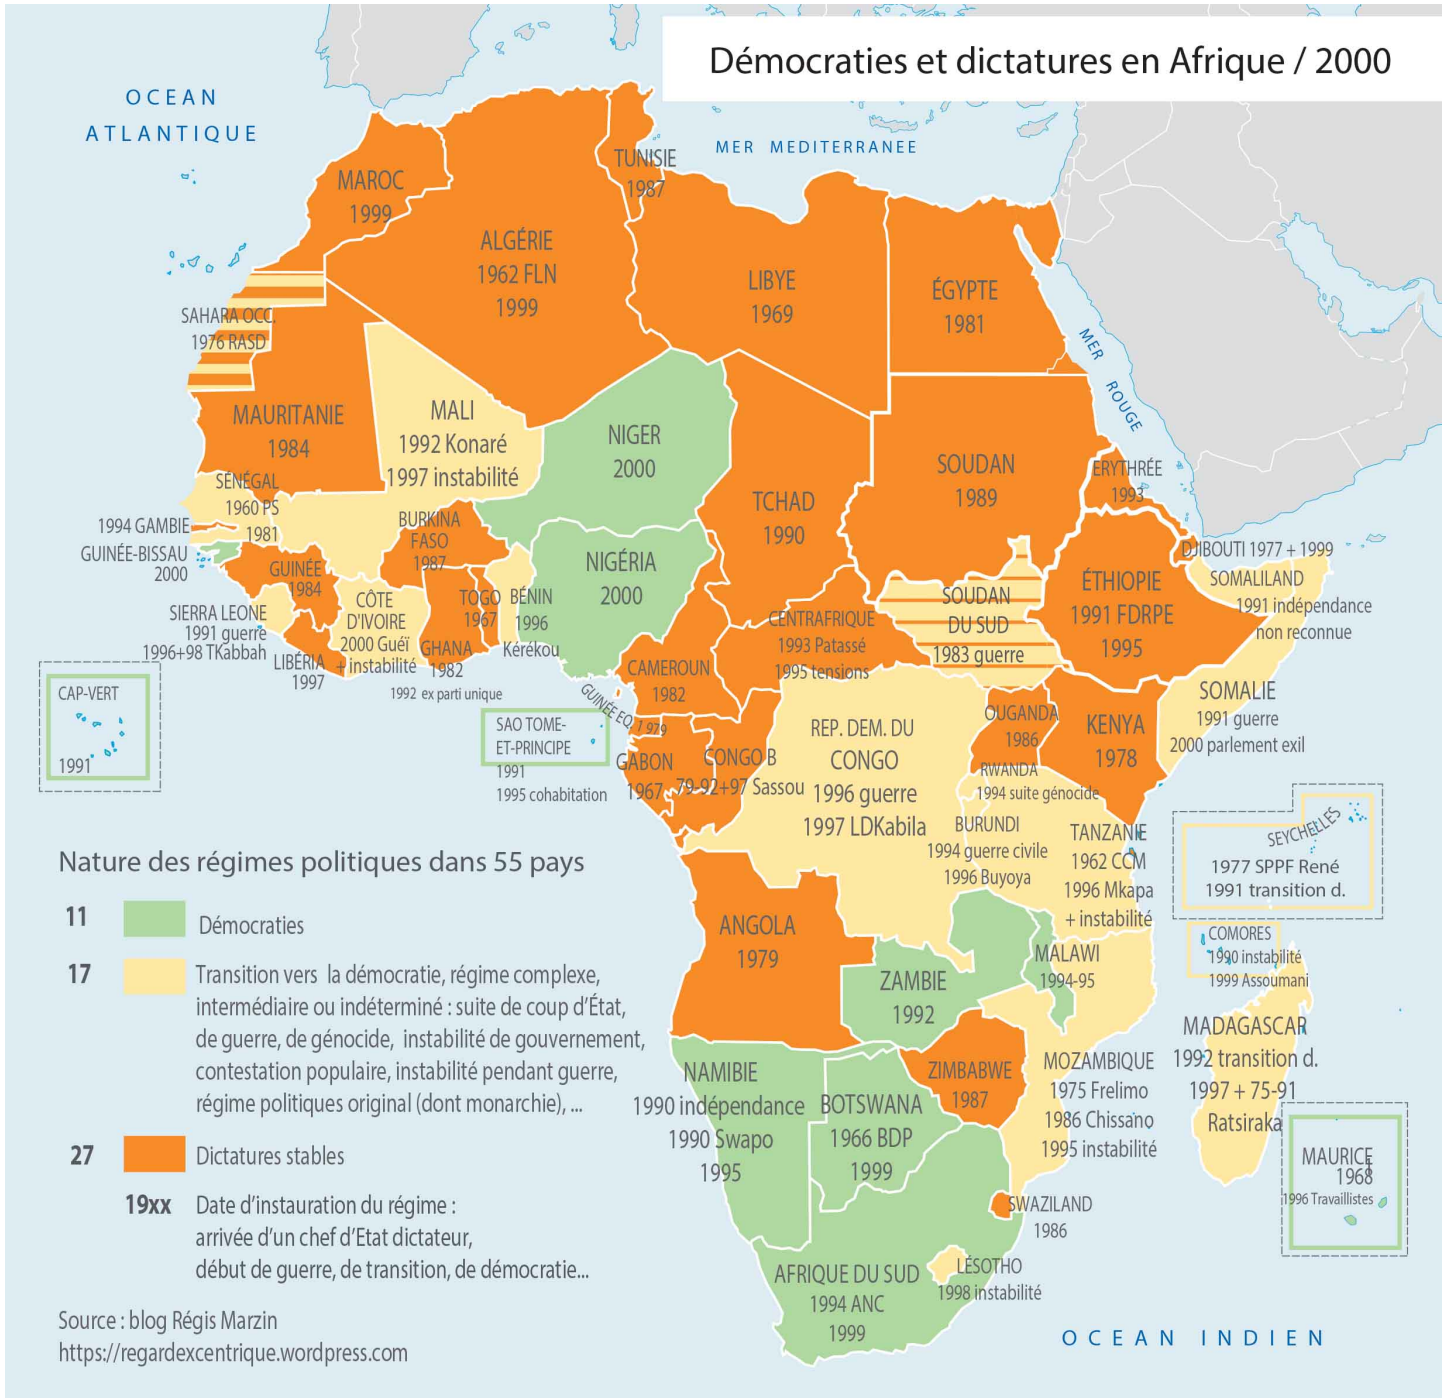 Démocraties et dictatures en Afrique / 2000
OCEAN
ATLANTIQUE
MER MEDITERRANEE
MER ROUGE
OCEAN INDIEN
MAROC
1999
ALGÉRIE
1962 FLN
1999
TUNISIE
1987
LIBYE
1969
ÉGYPTE
1981
SAHARA OCC.
1976 RASD
MAURITANIE
1984
MALI
1992 Konaré
1997 instabilité
NIGER
2000
TCHAD
1990
SOUDAN
1989
ERYTHRÉE
1993
SÉNÉGAL
1960 PS
1981
1994 GAMBIE
GUINÉE-BISSAU
2000
GUINÉE
1984
SIERRA LEONE
1991 guerre
1996+98 TKabbah
LIBÉRIA
1997
CÔTE
D'IVOIRE
2000 Gueï
+ instabilité
BURKINA
FASO
1987
GHANA
1982
1992 ex parti unique
TOGO
1967
BÉNIN
1996
Kérékou
NIGÉRIA
2000
CAMEROUN
1982
CENTRAFRIQUE
1993 Patassé
1995 tensions
SOUDAN
DU SUD
1983 guerre
ÉTHIOPIE
1991 FDRPE
1995
DJIBOUTI 1977 + 1999
SOMALILAND
1991 indépendance
non reconnue
SOMALIE
1991 guerre
2000 parlement exil
CAP-VERT
1991
SAO TOME-
ET-PRINCIPE
1991
1995 cohabitation
GUINÉE EQ. 1979
GABON
1967
CONGO B
79-92+97 Sassou
REP. DEM. DU
CONGO
1996 guerre
1997 LDKabila
OUGANDA
1986
KENYA
1978
RWANDA
1994 suite génocide
BURUNDI
1994 guerre civile
1996 Buyoya
TANZANIE
1962 CCM
1996 Mkapa
+ instabilité
SEYCHELLES
1977 SPPF René
1991 transition d.
COMORES
1990 instabilité
1999 Assoumani
ANGOLA
1979
ZAMBIE
1992
MALAWI
1994-95
MOZAMBIQUE
1975 Frelimo
1986 Chissano
1995 instabilité
MADAGASCAR
1992 transition d.
1997 + 75-91
Ratsiraka
MAURICE
1968
1996 Travaillistes
NAMIBIE
1990 indépendance
1990 Swapo
1995
BOTSWANA
1966 BDP
1999
ZIMBABWE
1987
SWAZILAND
1986
LÉSOTHO
1998 instabilité
AFRIQUE DU SUD
1994 ANC
1999
Nature des régimes politiques dans 55 pays
11 Démocraties
17 Transition vers la démocratie, régime complexe,
intermédiaire ou indéterminé : suite de coup d'État,
de guerre, de génocide, instabilité de gouvernement,
contestation populaire, instabilité pendant guerre,
régime politiques original (dont monarchie), ...
27 Dictatures stables
19xx Date d'instauration du régime :
arrivée d'un chef d'Etat dictateur,
début de guerre, de transition, de démocratie...
Source : blog Régis Marzin
https://regardexcentrique.wordpress.com